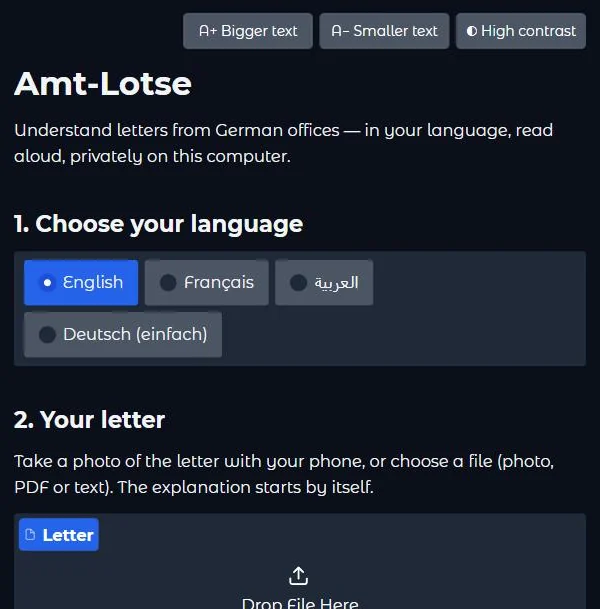 A+ Bigger text
A− Smaller text
◐ High contrast
Amt-Lotse
Understand letters from German offices — in your language, read
aloud, privately on this computer.
1. Choose your language
English
Français
العربية
Deutsch (einfach)
2. Your letter
Take a photo of the letter with your phone, or choose a file (photo,
PDF or text). The explanation starts by itself.
Letter
Drop File Here